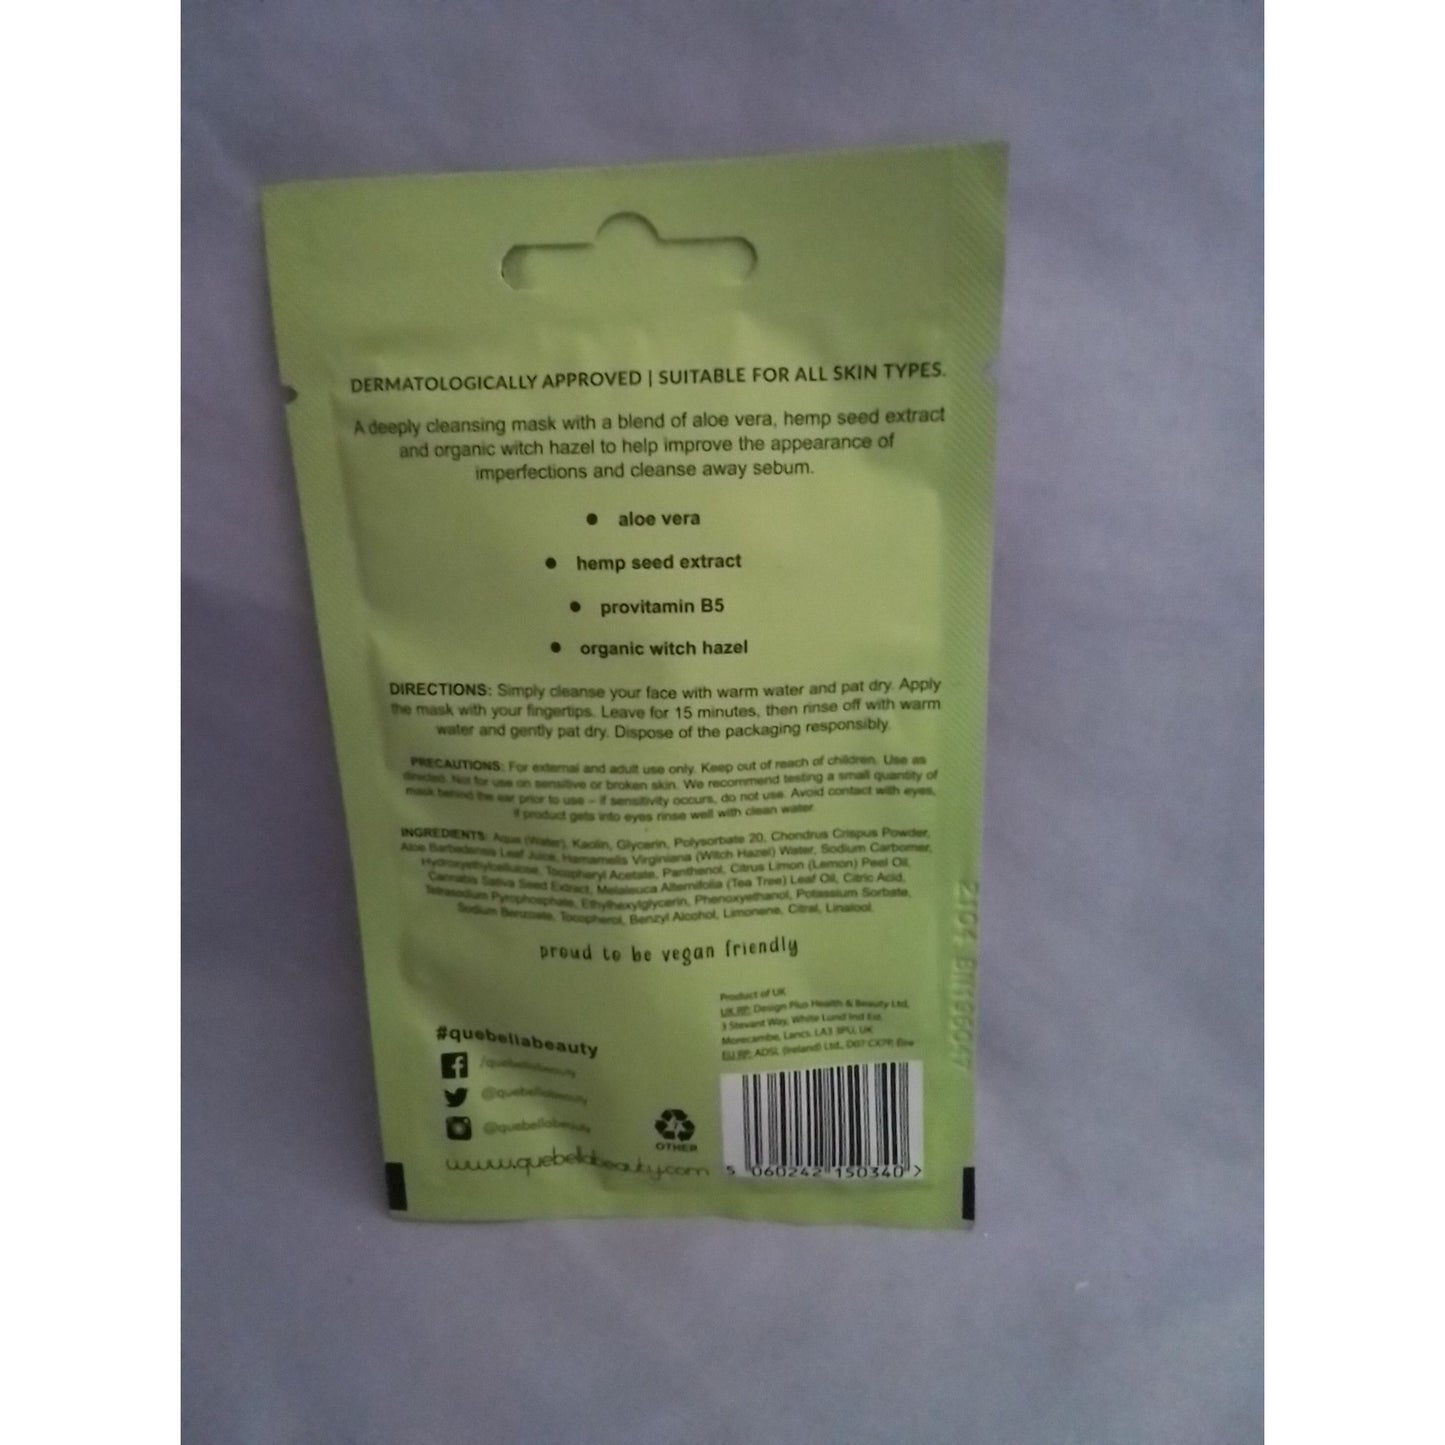 DERMATOLOGICALLY APPROVED | SUITABLE FOR ALL SKIN TYPES.
A deeply cleansing mask with a blend of aloe vera, hemp seed extract
and organic witch hazel to help improve the appearance of
imperfections and cleanse away sebum.
• aloe vera
• hemp seed extract
• provitamin B5
• organic witch hazel
DIRECTIONS: Simply cleanse your face with warm water and pat dry. Apply
the mask with your fingertips. Leave for 15 minutes, then rinse off with warm
water and gently pat dry. Dispose of the packaging responsibly.
PRECAUTIONS: For external and adult use only. Keep out of reach of children. Use as
directed. Not for use on sensitive or broken skin. We recommend testing a small quantity of
mask behind the ear prior to use – if sensitivity occurs, do not use. Avoid contact with eyes,
if product gets into eyes rinse well with clean water.
INGREDIENTS: Aqua (Water), Kaolin, Glycerin, Polysorbate 20, Chondrus Crispus Powder,
Aloe Barbadensis Leaf Juice, Hamamelis Virginiana (Witch Hazel) Water, Sodium Carbomer,
Hydroxyethylcellulose, Tocopheryl Acetate, Panthenol, Citrus Limon (Lemon) Peel Oil,
Cannabis Sativa Seed Extract, Melaleuca Alternifolia (Tea Tree) Leaf Oil, Citric Acid,
Tetrasodium Pyrophosphate, Ethylhexylglycerin, Phenoxyethanol, Potassium Sorbate,
Sodium Benzoate, Tocopherol, Benzyl Alcohol, Limonene, Citral, Linalool.
proud to be vegan friendly
Product of UK
UK RP: Design Plus Health & Beauty Ltd,
3 Stevant Way, White Lund Ind Est.
Morecambe, Lancs. LA3 3PU, UK
EU RP: ADSL (Ireland) Ltd., D07 CX7P, Eire
#quebellabeauty
/quebellabeauty
@quebellabeauty
@quebellabeauty
www.quebellabeauty.com
7
OTHER
5 060242 150340 >
2104